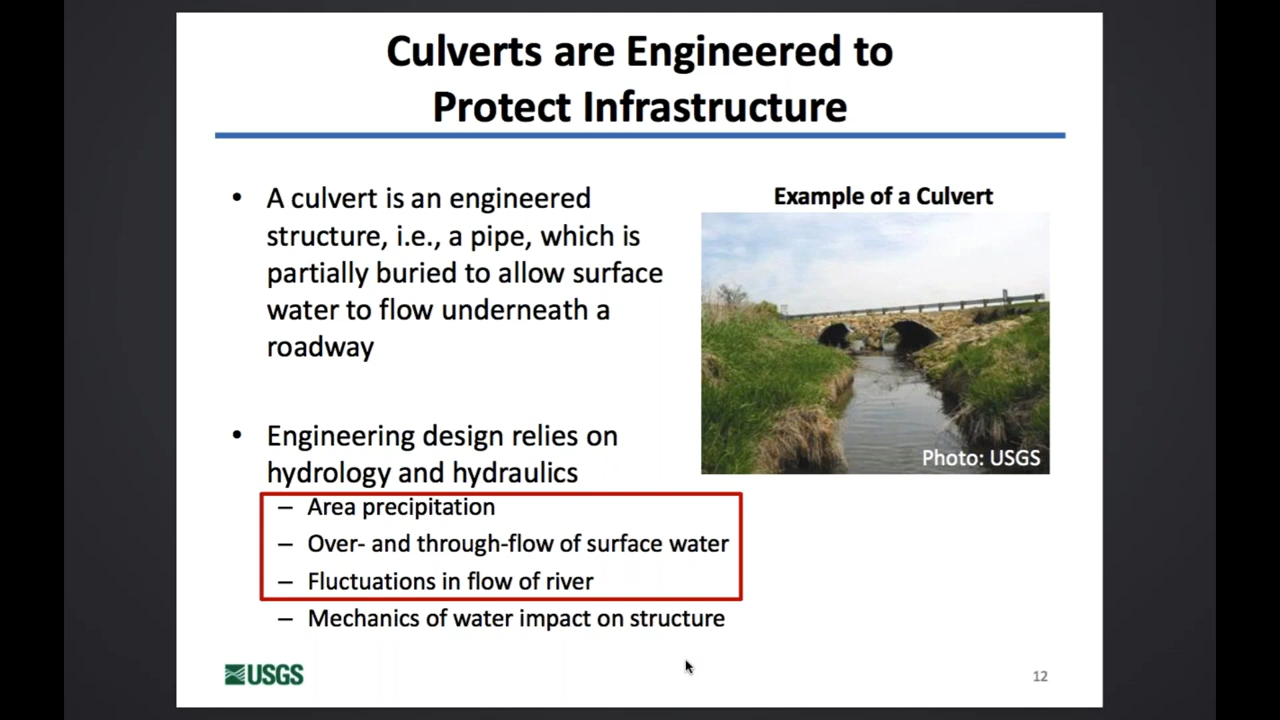 Culverts are Engineered to
Protect Infrastructure
• A culvert is an engineered
structure, i.e., a pipe, which is
partially buried to allow surface
water to flow underneath a
roadway
• Engineering design relies on
hydrology and hydraulics
– Area precipitation
– Over- and through-flow of surface water
– Fluctuations in flow of river
– Mechanics of water impact on structure
Example of a Culvert
Photo: USGS
USGS
12